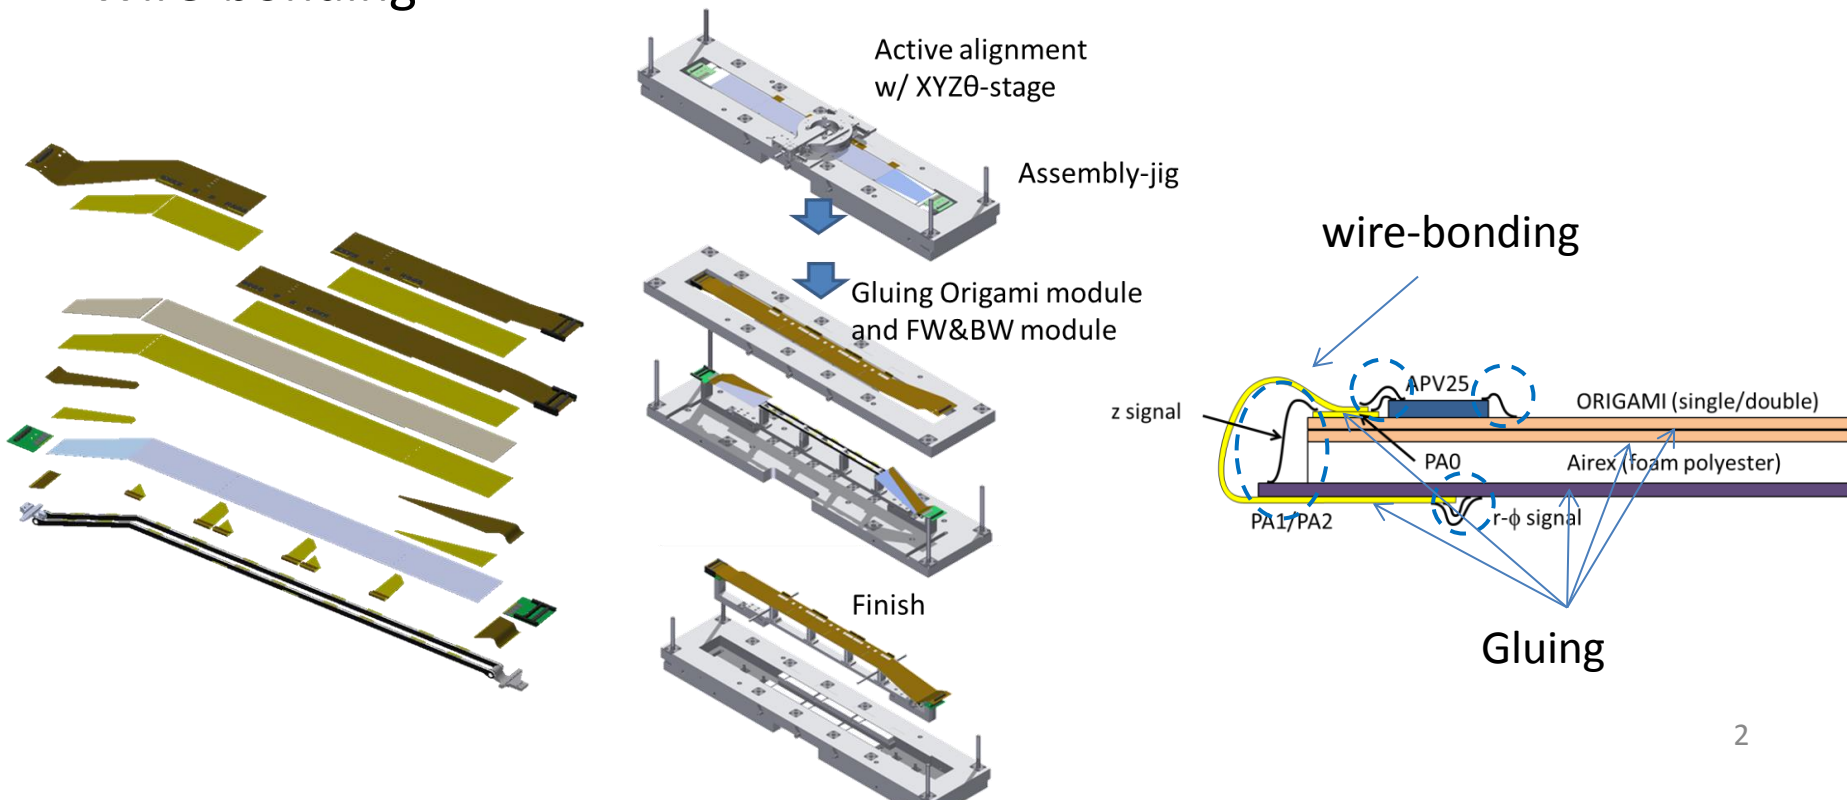 Active alignment
w/ XYZθ-stage
Assembly-jig
Gluing Origami module
and FW&BW module
Finish
wire-bonding
z signal
APV25
ORIGAMI (single/double)
PA0
Airex (foam polyester)
PA1/PA2
r-ϕ signal
Gluing
2